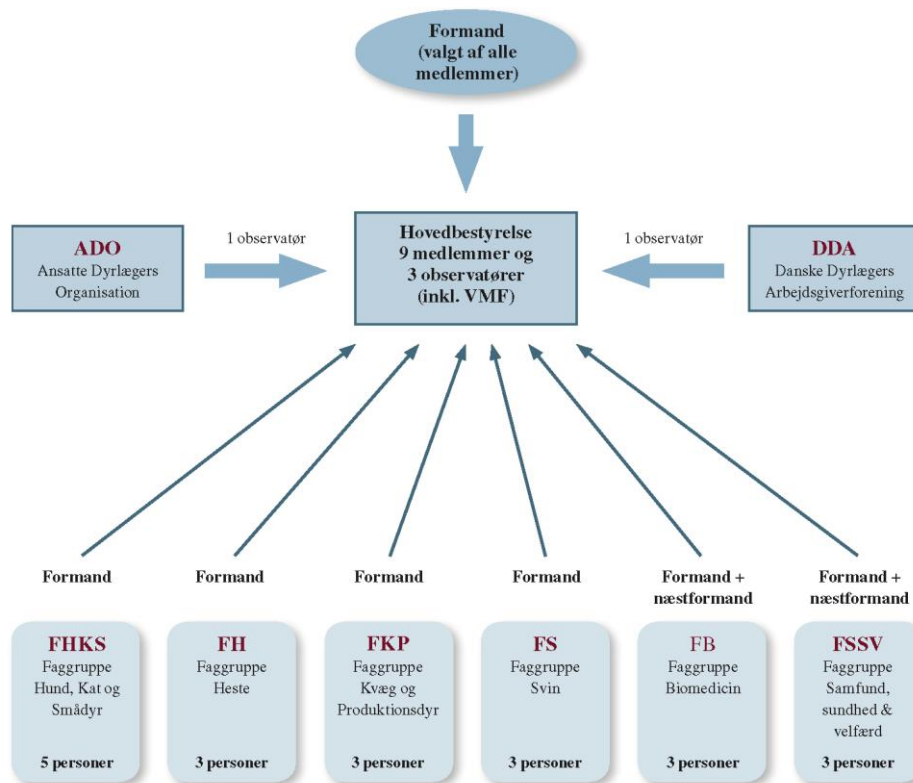 Formand
(valgt af alle
medlemmer)
ADO
Ansatte Dyrlægers
Organisation
1 observatør
Hovedbestyrelse
9 medlemmer og
3 observatører
(inkl. VMF)
1 observatør
DDA
Danske Dyrlægers
Arbejdsgiverforening
Formand
Formand
Formand
Formand
Formand +
næstformand
Formand +
næstformand
FHKS
Faggruppe
Hund, Kat og
Smådyr
5 personer
FH
Faggruppe
Heste
3 personer
FKP
Faggruppe
Kvæg og
Produktionsdyr
3 personer
FS
Faggruppe
Svin
3 personer
FB
Faggruppe
Biomedicin
3 personer
FSSV
Faggruppe
Samfund,
sundhed &
velfærd
3 personer